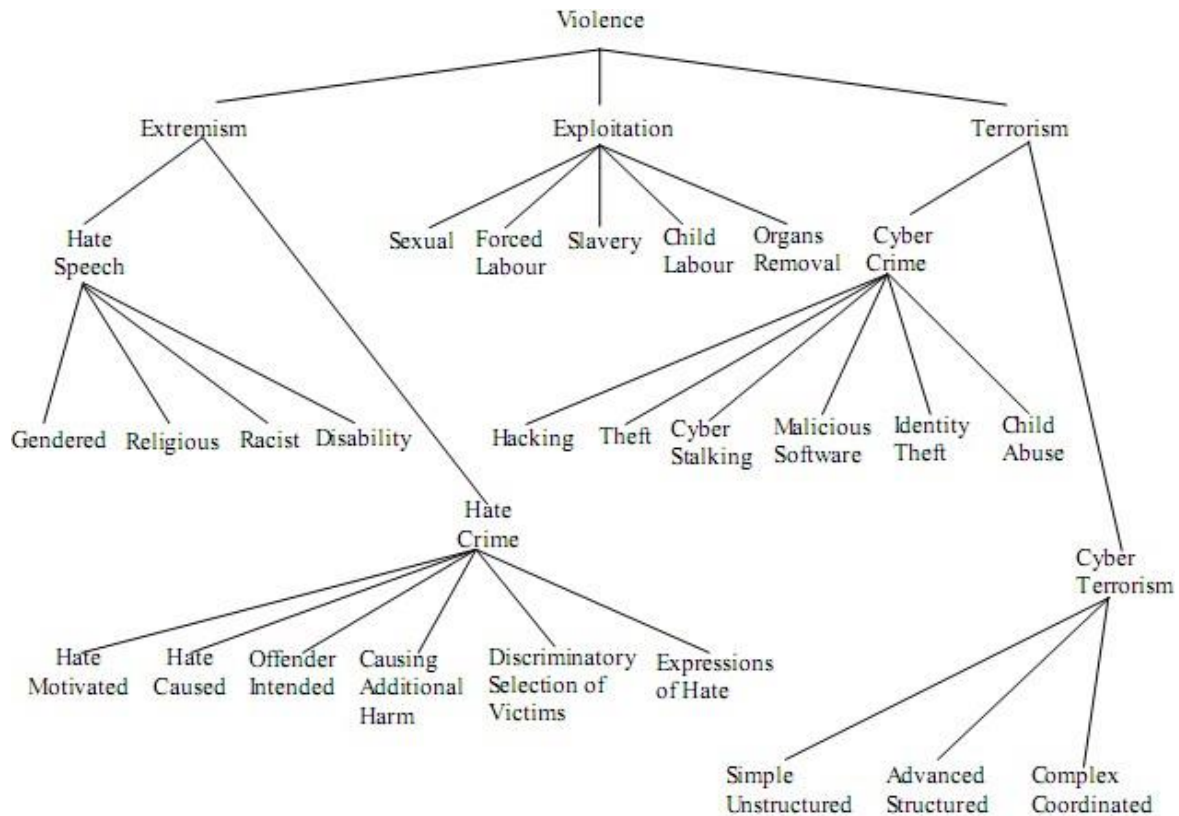 Violence
Extremism
Exploitation
Terrorism
Hate
Speech
Sexual
Forced
Labour
Slavery
Child
Labour
Organs
Removal
Cyber
Crime
Gendered
Religious
Racist
Disability
Hacking
Theft
Cyber
Stalking
Malicious
Software
Identity
Theft
Child
Abuse
Hate
Crime
Cyber
Terrorism
Hate
Motivated
Hate
Caused
Offender
Intended
Causing
Additional
Harm
Discriminatory
Selection of
Victims
Expressions
of Hate
Simple
Unstructured
Advanced
Structured
Complex
Coordinated